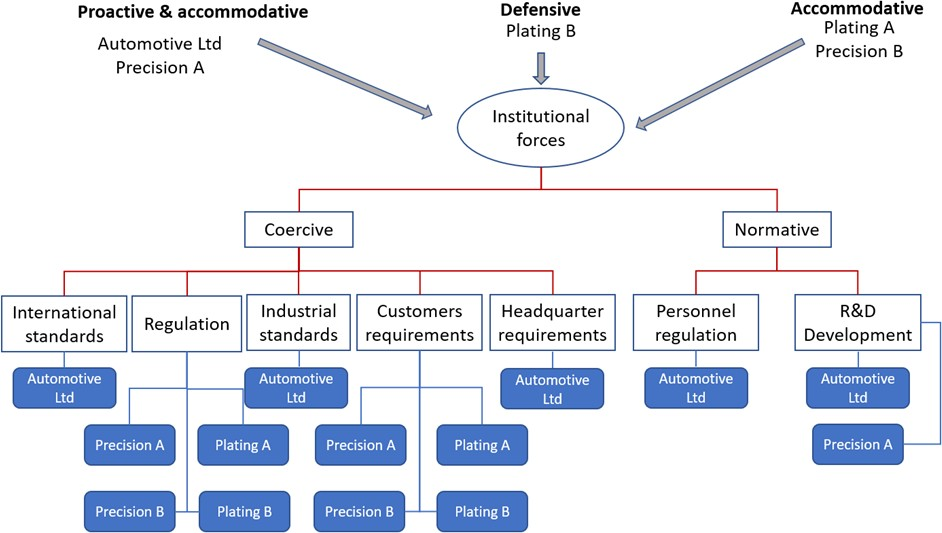 Proactive & accommodative
Automotive Ltd
Precision A
Defensive
Plating B
Accommodative
Plating A
Precision B
Institutional
forces
Coercive
Normative
International
standards
Regulation
Industrial
standards
Customers
requirements
Headquarter
requirements
Personnel
regulation
R&D
Development
Automotive
Ltd
Automotive
Ltd
Automotive
Ltd
Automotive
Ltd
Automotive
Ltd
Precision A
Plating A
Precision A
Plating A
Precision A
Precision B
Plating B
Precision B
Plating B